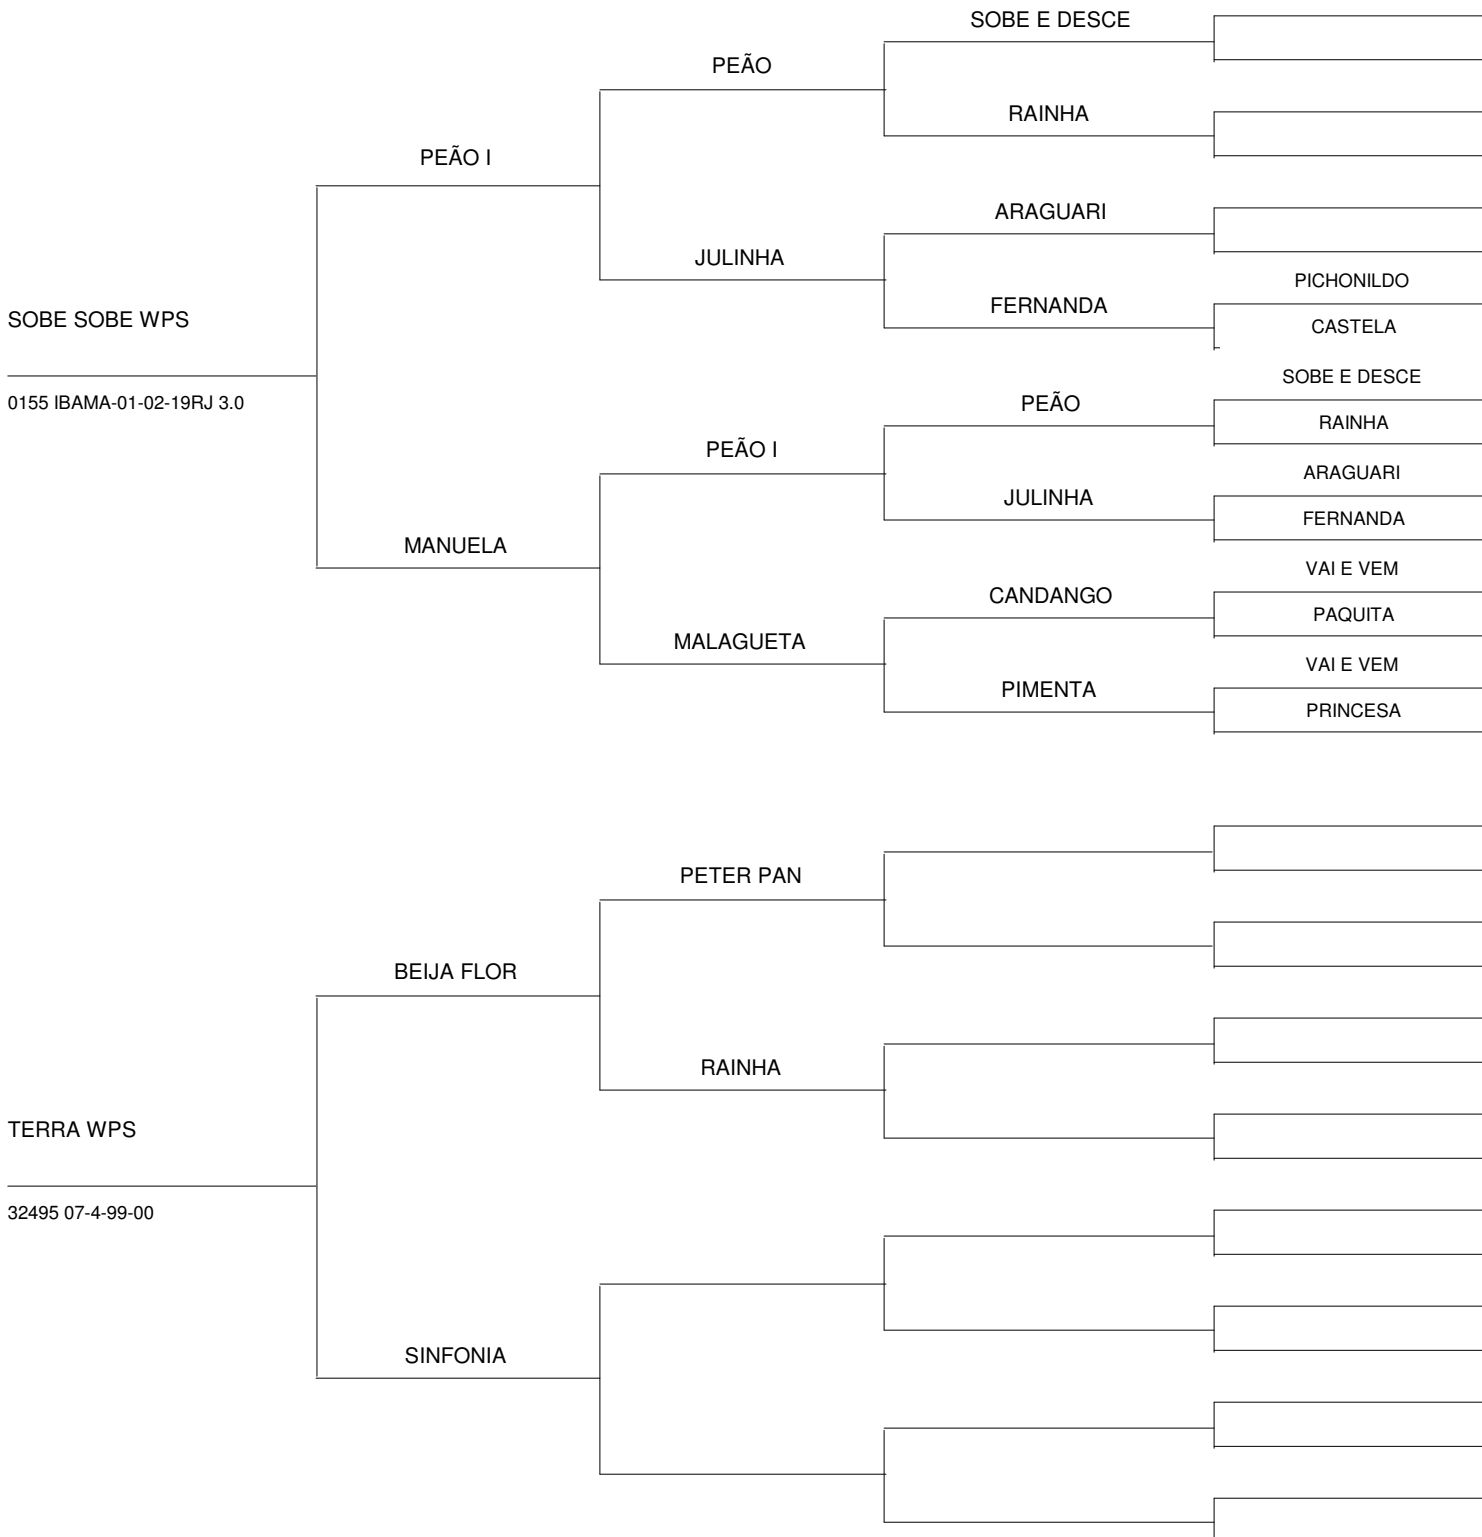 SOBE E DESCE
PEÃO
RAINHA
PEÃO I
ARAGUARI
JULINHA
PICHONILDO
FERNANDA
SOBE SOBE WPS
CASTELA
SOBE E DESCE
0155 IBAMA-01-02-19RJ 3.0
PEÃO
RAINHA
PEÃO I
ARAGUARI
JULINHA
FERNANDA
MANUELA
VAI E VEM
CANDANGO
PAQUITA
MALAGUETA
VAI E VEM
PIMENTA
PRINCESA
PETER PAN
BEIJA FLOR
RAINHA
TERRA WPS
32495 07-4-99-00
SINFONIA